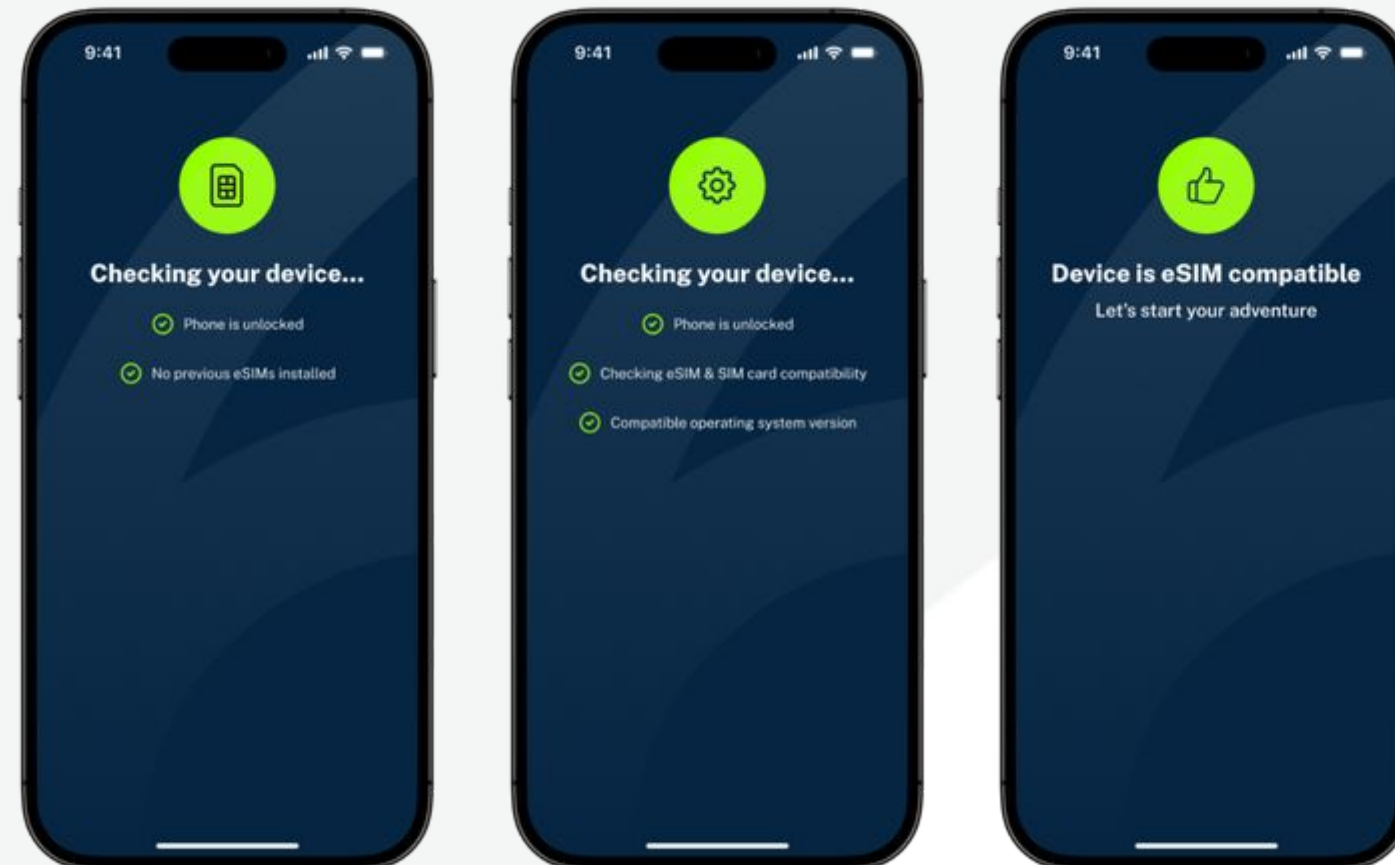 9:41
Checking your device...
Phone is unlocked
No previous eSIMs installed
9:41
Checking your device...
Phone is unlocked
Checking eSIM & SIM card compatibility
Compatible operating system version
9:41
Device is eSIM compatible
Let's start your adventure